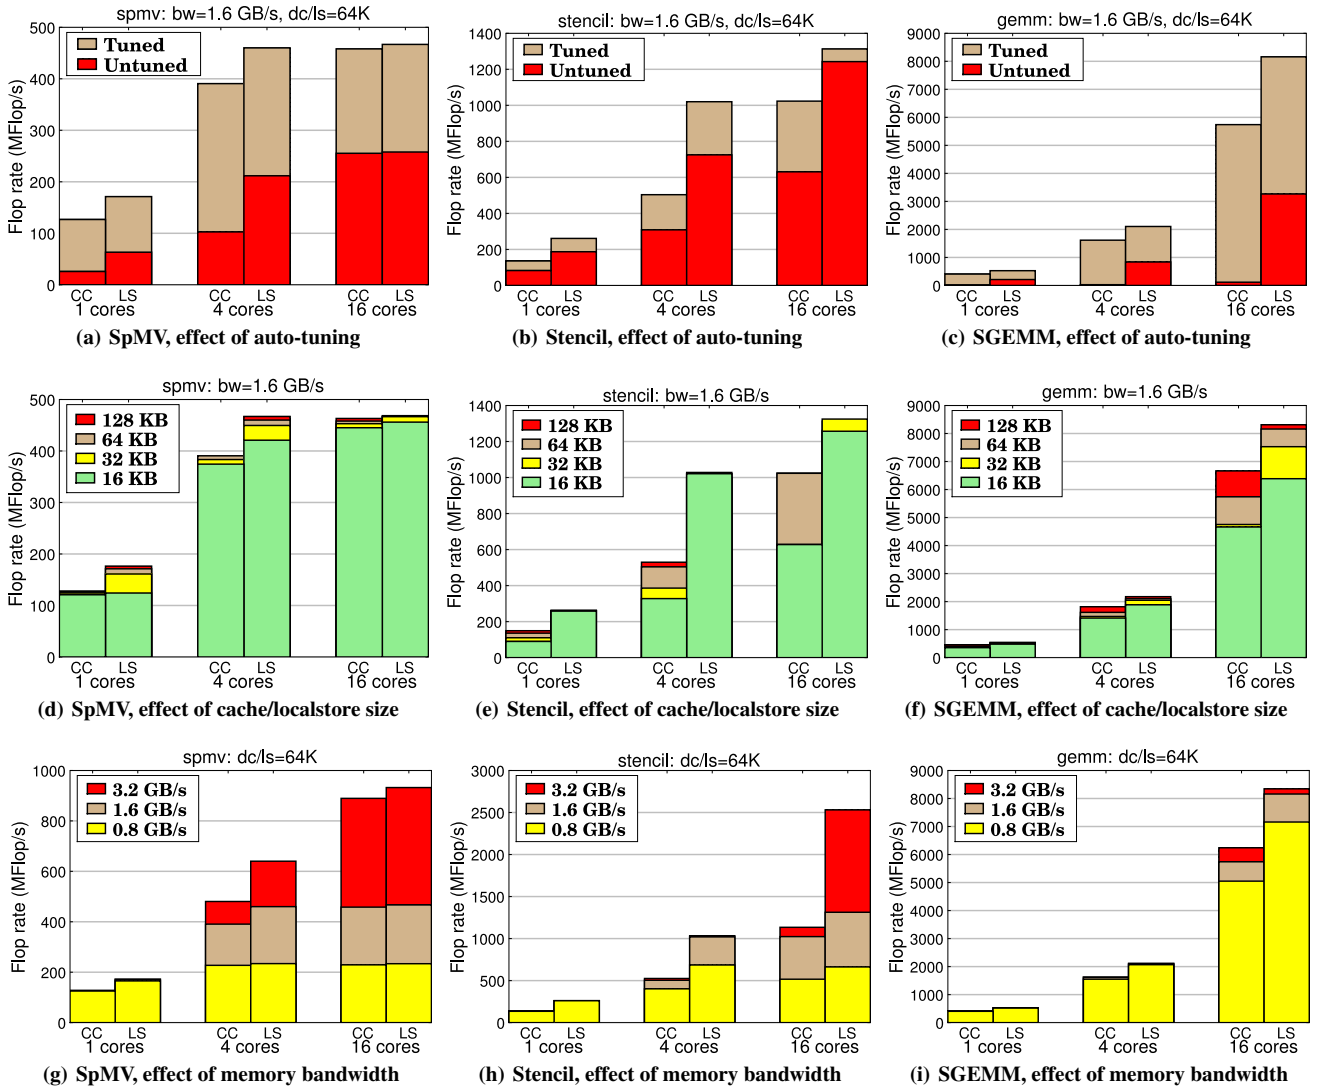 spmv: bw=1.6 GB/s, dc/ls=64K
500
400
300
200
100
0
Flop rate (MFlop/s)
Tuned
Untuned
CC LS CC LS CC LS
1 cores 4 cores 16 cores
(a) SpMV, effect of auto-tuning
stencil: bw=1.6 GB/s, dc/ls=64K
1400
1200
1000
800
600
400
200
0
Flop rate (MFlop/s)
Tuned
Untuned
CC LS CC LS CC LS
1 cores 4 cores 16 cores
(b) Stencil, effect of auto-tuning
gemm: bw=1.6 GB/s, dc/ls=64K
9000
8000
7000
6000
5000
4000
3000
2000
1000
0
Flop rate (MFlop/s)
Tuned
Untuned
CC LS CC LS CC LS
1 cores 4 cores 16 cores
(c) SGEMM, effect of auto-tuning
spmv: bw=1.6 GB/s
500
400
300
200
100
0
Flop rate (MFlop/s)
128 KB
64 KB
32 KB
16 KB
CC LS CC LS CC LS
1 cores 4 cores 16 cores
(d) SpMV, effect of cache/localstore size
stencil: bw=1.6 GB/s
1400
1200
1000
800
600
400
200
0
Flop rate (MFlop/s)
128 KB
64 KB
32 KB
16 KB
CC LS CC LS CC LS
1 cores 4 cores 16 cores
(e) Stencil, effect of cache/localstore size
gemm: bw=1.6 GB/s
9000
8000
7000
6000
5000
4000
3000
2000
1000
0
Flop rate (MFlop/s)
128 KB
64 KB
32 KB
16 KB
CC LS CC LS CC LS
1 cores 4 cores 16 cores
(f) SGEMM, effect of cache/localstore size
spmv: dc/ls=64K
1000
800
600
400
200
0
Flop rate (MFlop/s)
3.2 GB/s
1.6 GB/s
0.8 GB/s
CC LS CC LS CC LS
1 cores 4 cores 16 cores
(g) SpMV, effect of memory bandwidth
stencil: dc/ls=64K
3000
2500
2000
1500
1000
500
0
Flop rate (MFlop/s)
3.2 GB/s
1.6 GB/s
0.8 GB/s
CC LS CC LS CC LS
1 cores 4 cores 16 cores
(h) Stencil, effect of memory bandwidth
gemm: dc/ls=64K
9000
8000
7000
6000
5000
4000
3000
2000
1000
0
Flop rate (MFlop/s)
3.2 GB/s
1.6 GB/s
0.8 GB/s
CC LS CC LS CC LS
1 cores 4 cores 16 cores
(i) SGEMM, effect of memory bandwidth